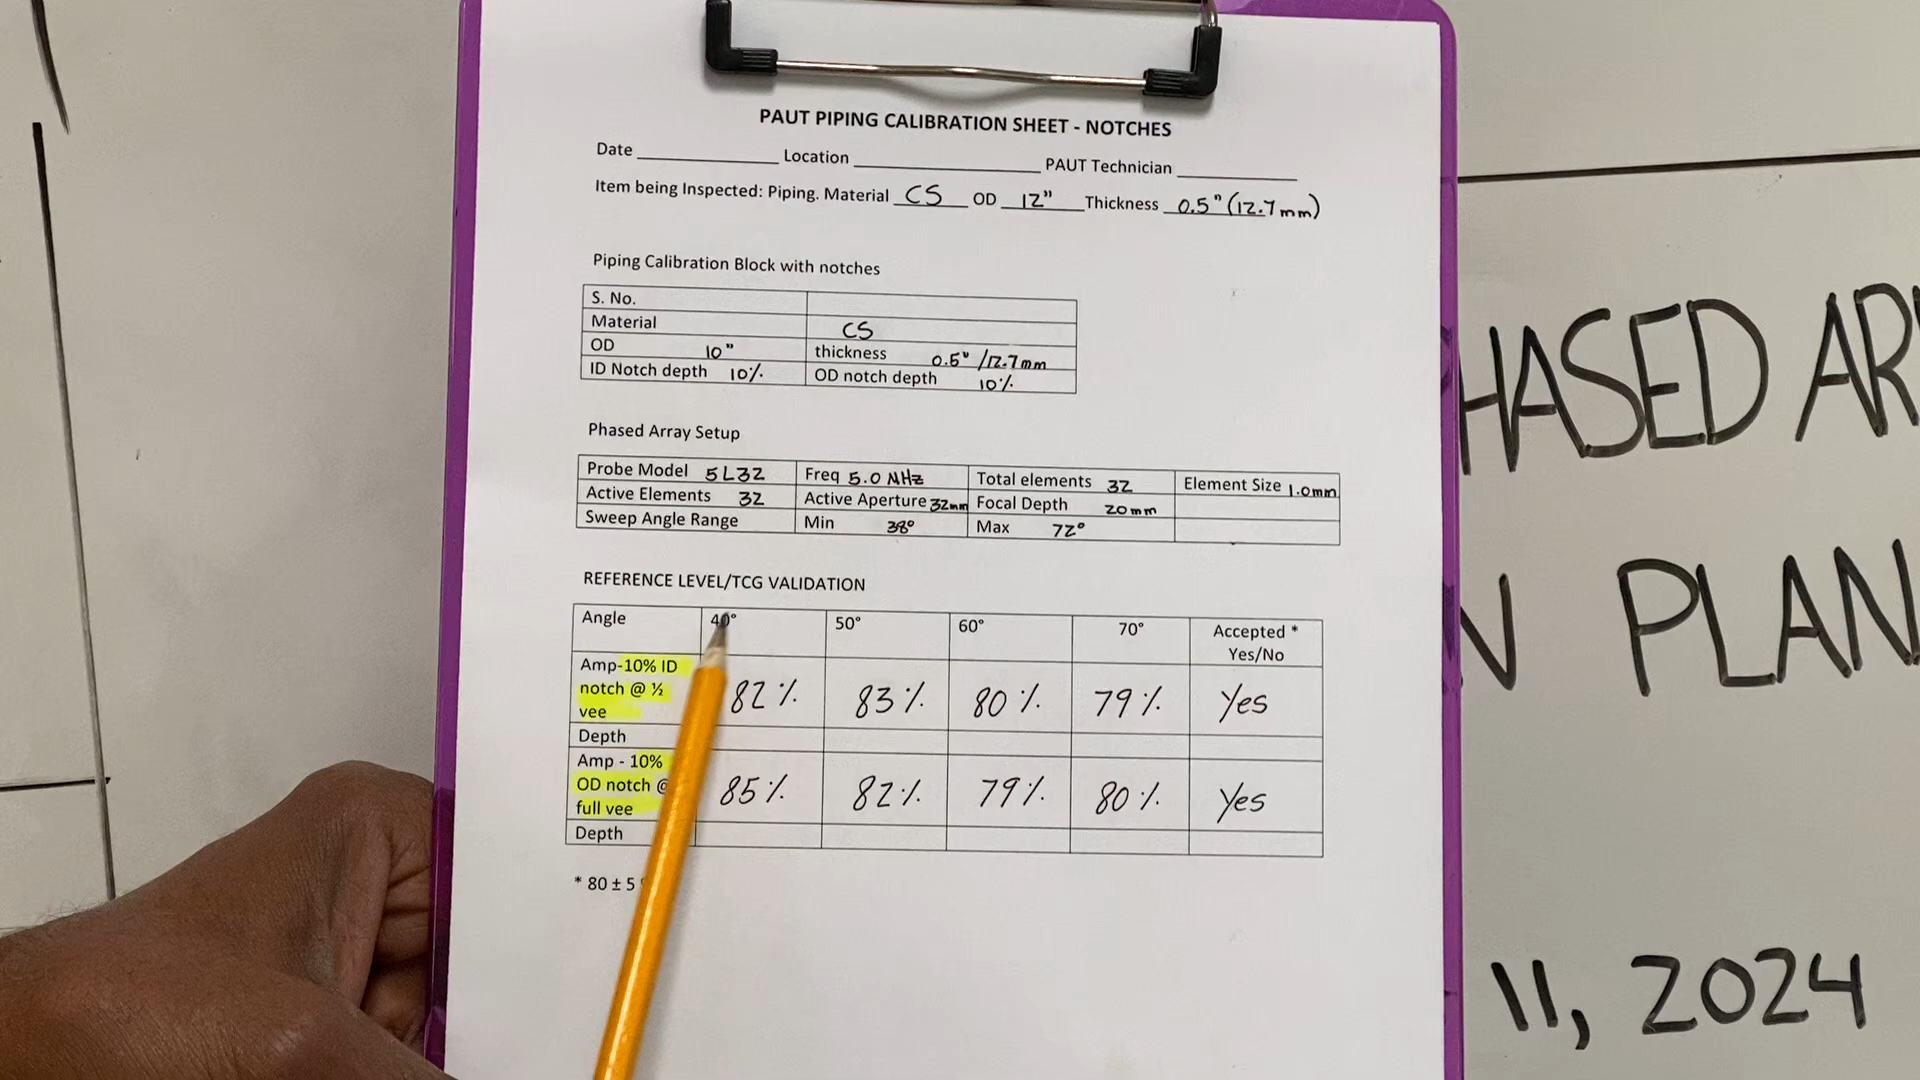 PAUT PIPING CALIBRATION SHEET - NOTCHES
Date Location PAUT Technician
Item being Inspected: Piping. Material CS OD 12" Thickness 0.5" (12.7mm)
Piping Calibration Block with notches
S. No.
Material CS
OD 10" thickness 0.5" /12.7mm
ID Notch depth 10% OD notch depth 10%
Phased Array Setup
Probe Model 5L32 Freq 5.0 MHz Total elements 32 Element Size 1.0mm
Active Elements 32 Active Aperture 32mm Focal Depth 20mm
Sweep Angle Range Min 38° Max 72°
REFERENCE LEVEL/TCG VALIDATION
Angle 40° 50° 60° 70° Accepted *
Yes/No
Amp-10% ID
notch @ ½
vee
82% 83% 80% 79% Yes
Depth
Amp - 10%
OD notch @
full vee
85% 82% 79% 80% Yes
Depth
* 80 ± 5
HASED AR
PLAN
11, 2024